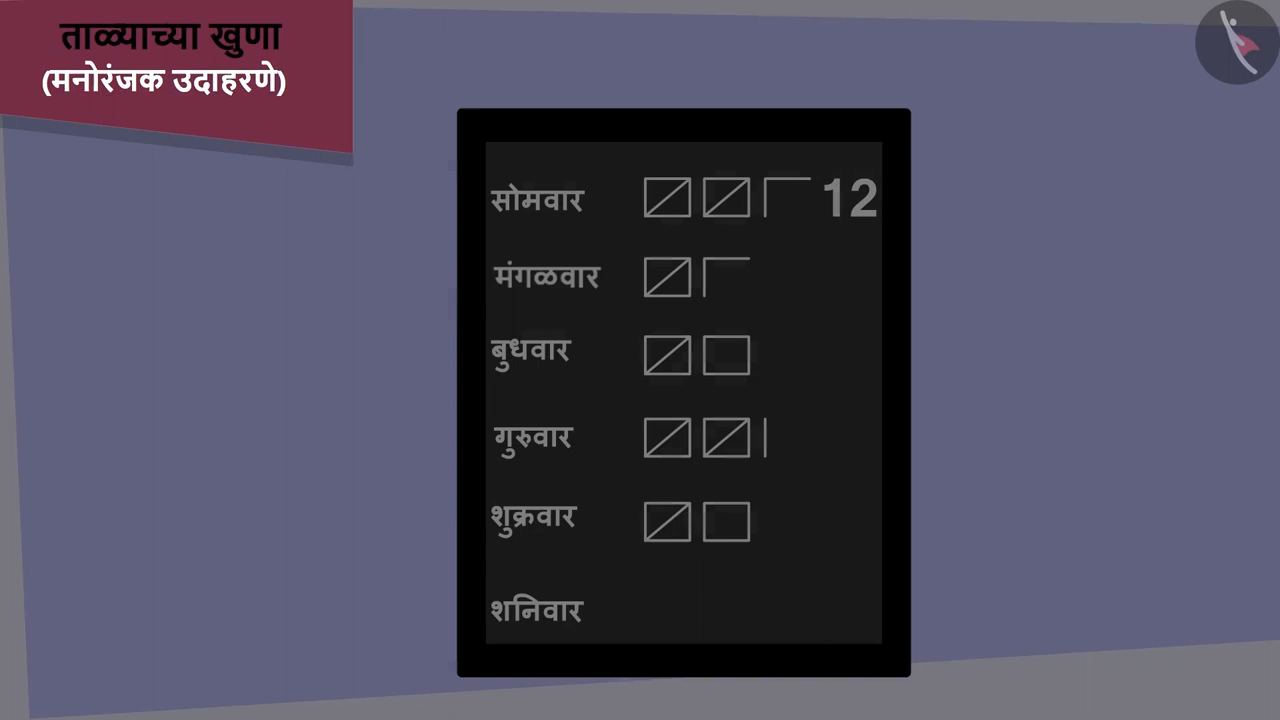 ताळ्याच्या खुणा
(मनोरंजक उदाहरणे)
सोमवार 12
मंगळवार
बुधवार
गुरुवार
शुक्रवार
शनिवार